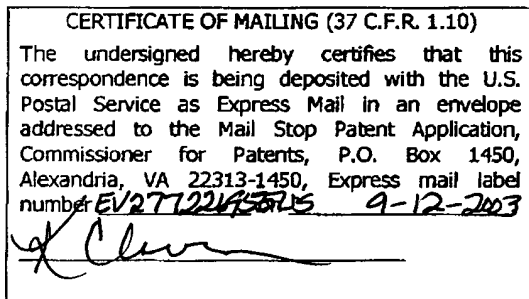 CERTIFICATE OF MAILING (37 C.F.R. 1.10)
The undersigned hereby certifies that this
correspondence is being deposited with the U.S.
Postal Service as Express Mail in an envelope
addressed to the Mail Stop Patent Application,
Commissioner for Patents, P.O. Box 1450,
Alexandria, VA 22313-1450, Express mail label
number 9-12-2003